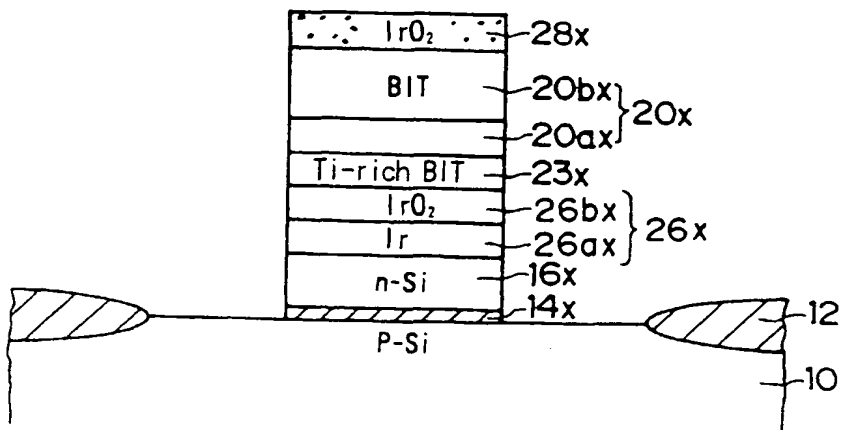 IrO₂ 28x
BIT 20bx
20x
20ax
Ti-rich BIT 23x
IrO₂ 26bx
26x
Ir 26ax
n-Si 16x
14x
12
P-Si
10